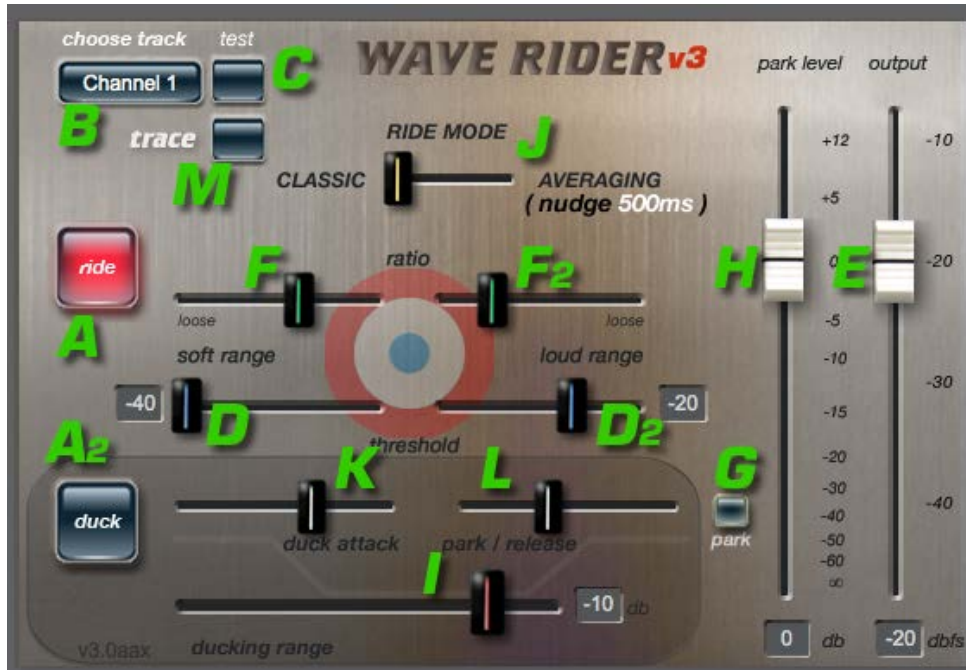 choose track
test
WAVE RIDER v3
park level
output
Channel 1
C
B
trace
M
RIDE MODE
J
CLASSIC
AVERAGING
( nudge 500ms )
+12
-10
+5
ride
A
ratio
F
F2
H
0
E
-20
loose
loose
soft range
loud range
-5
-10
-30
-40
D
D2
-20
-15
threshold
A2
K
L
G
-20
-30
-40
-40
-50
-60
∞
duck
duck attack
park / release
park
I
-10
db
v3.0aax
ducking range
0
db
-20
dbfs